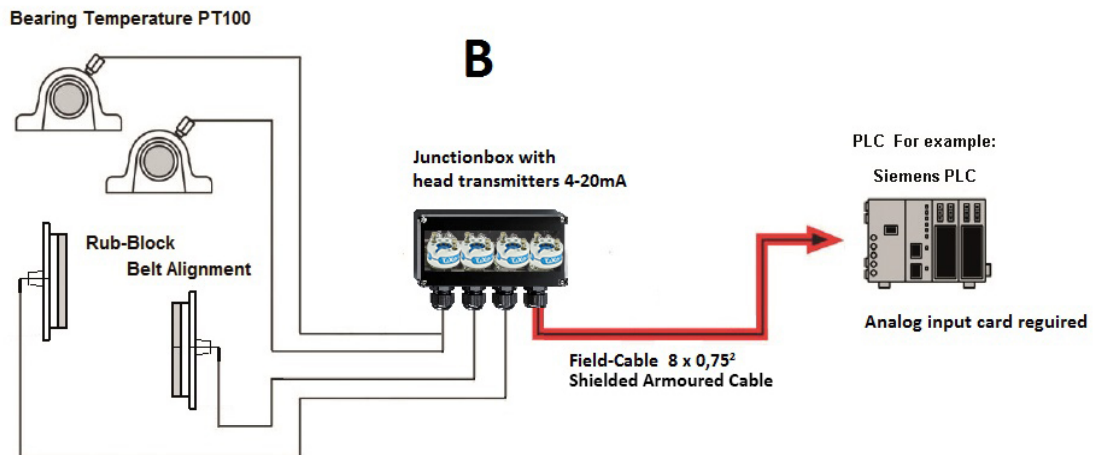 Bearing Temperature PT100
B
Junctionbox with
head transmitters 4-20mA
PLC For example:
Siemens PLC
Rub-Block
Belt Alignment
Analog input card reguired
Field-Cable 8 x 0,75²
Shielded Armoured Cable